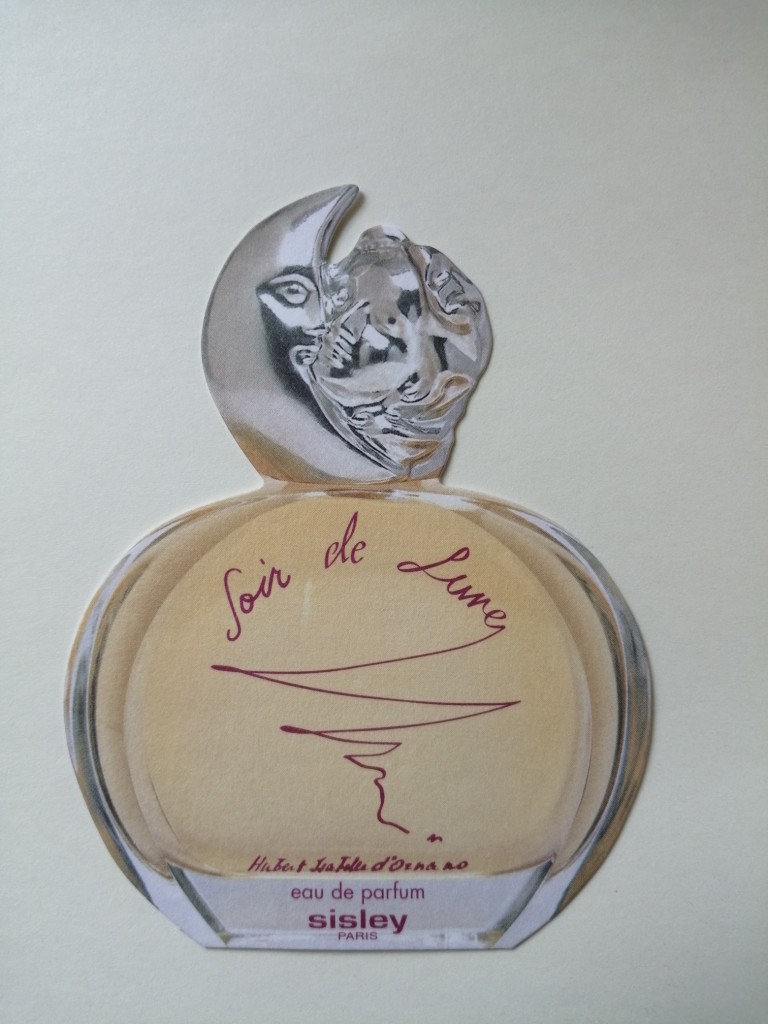 Soir de Lune
Hubert Isabelle d'Ornano
eau de parfum
sisley
PARIS